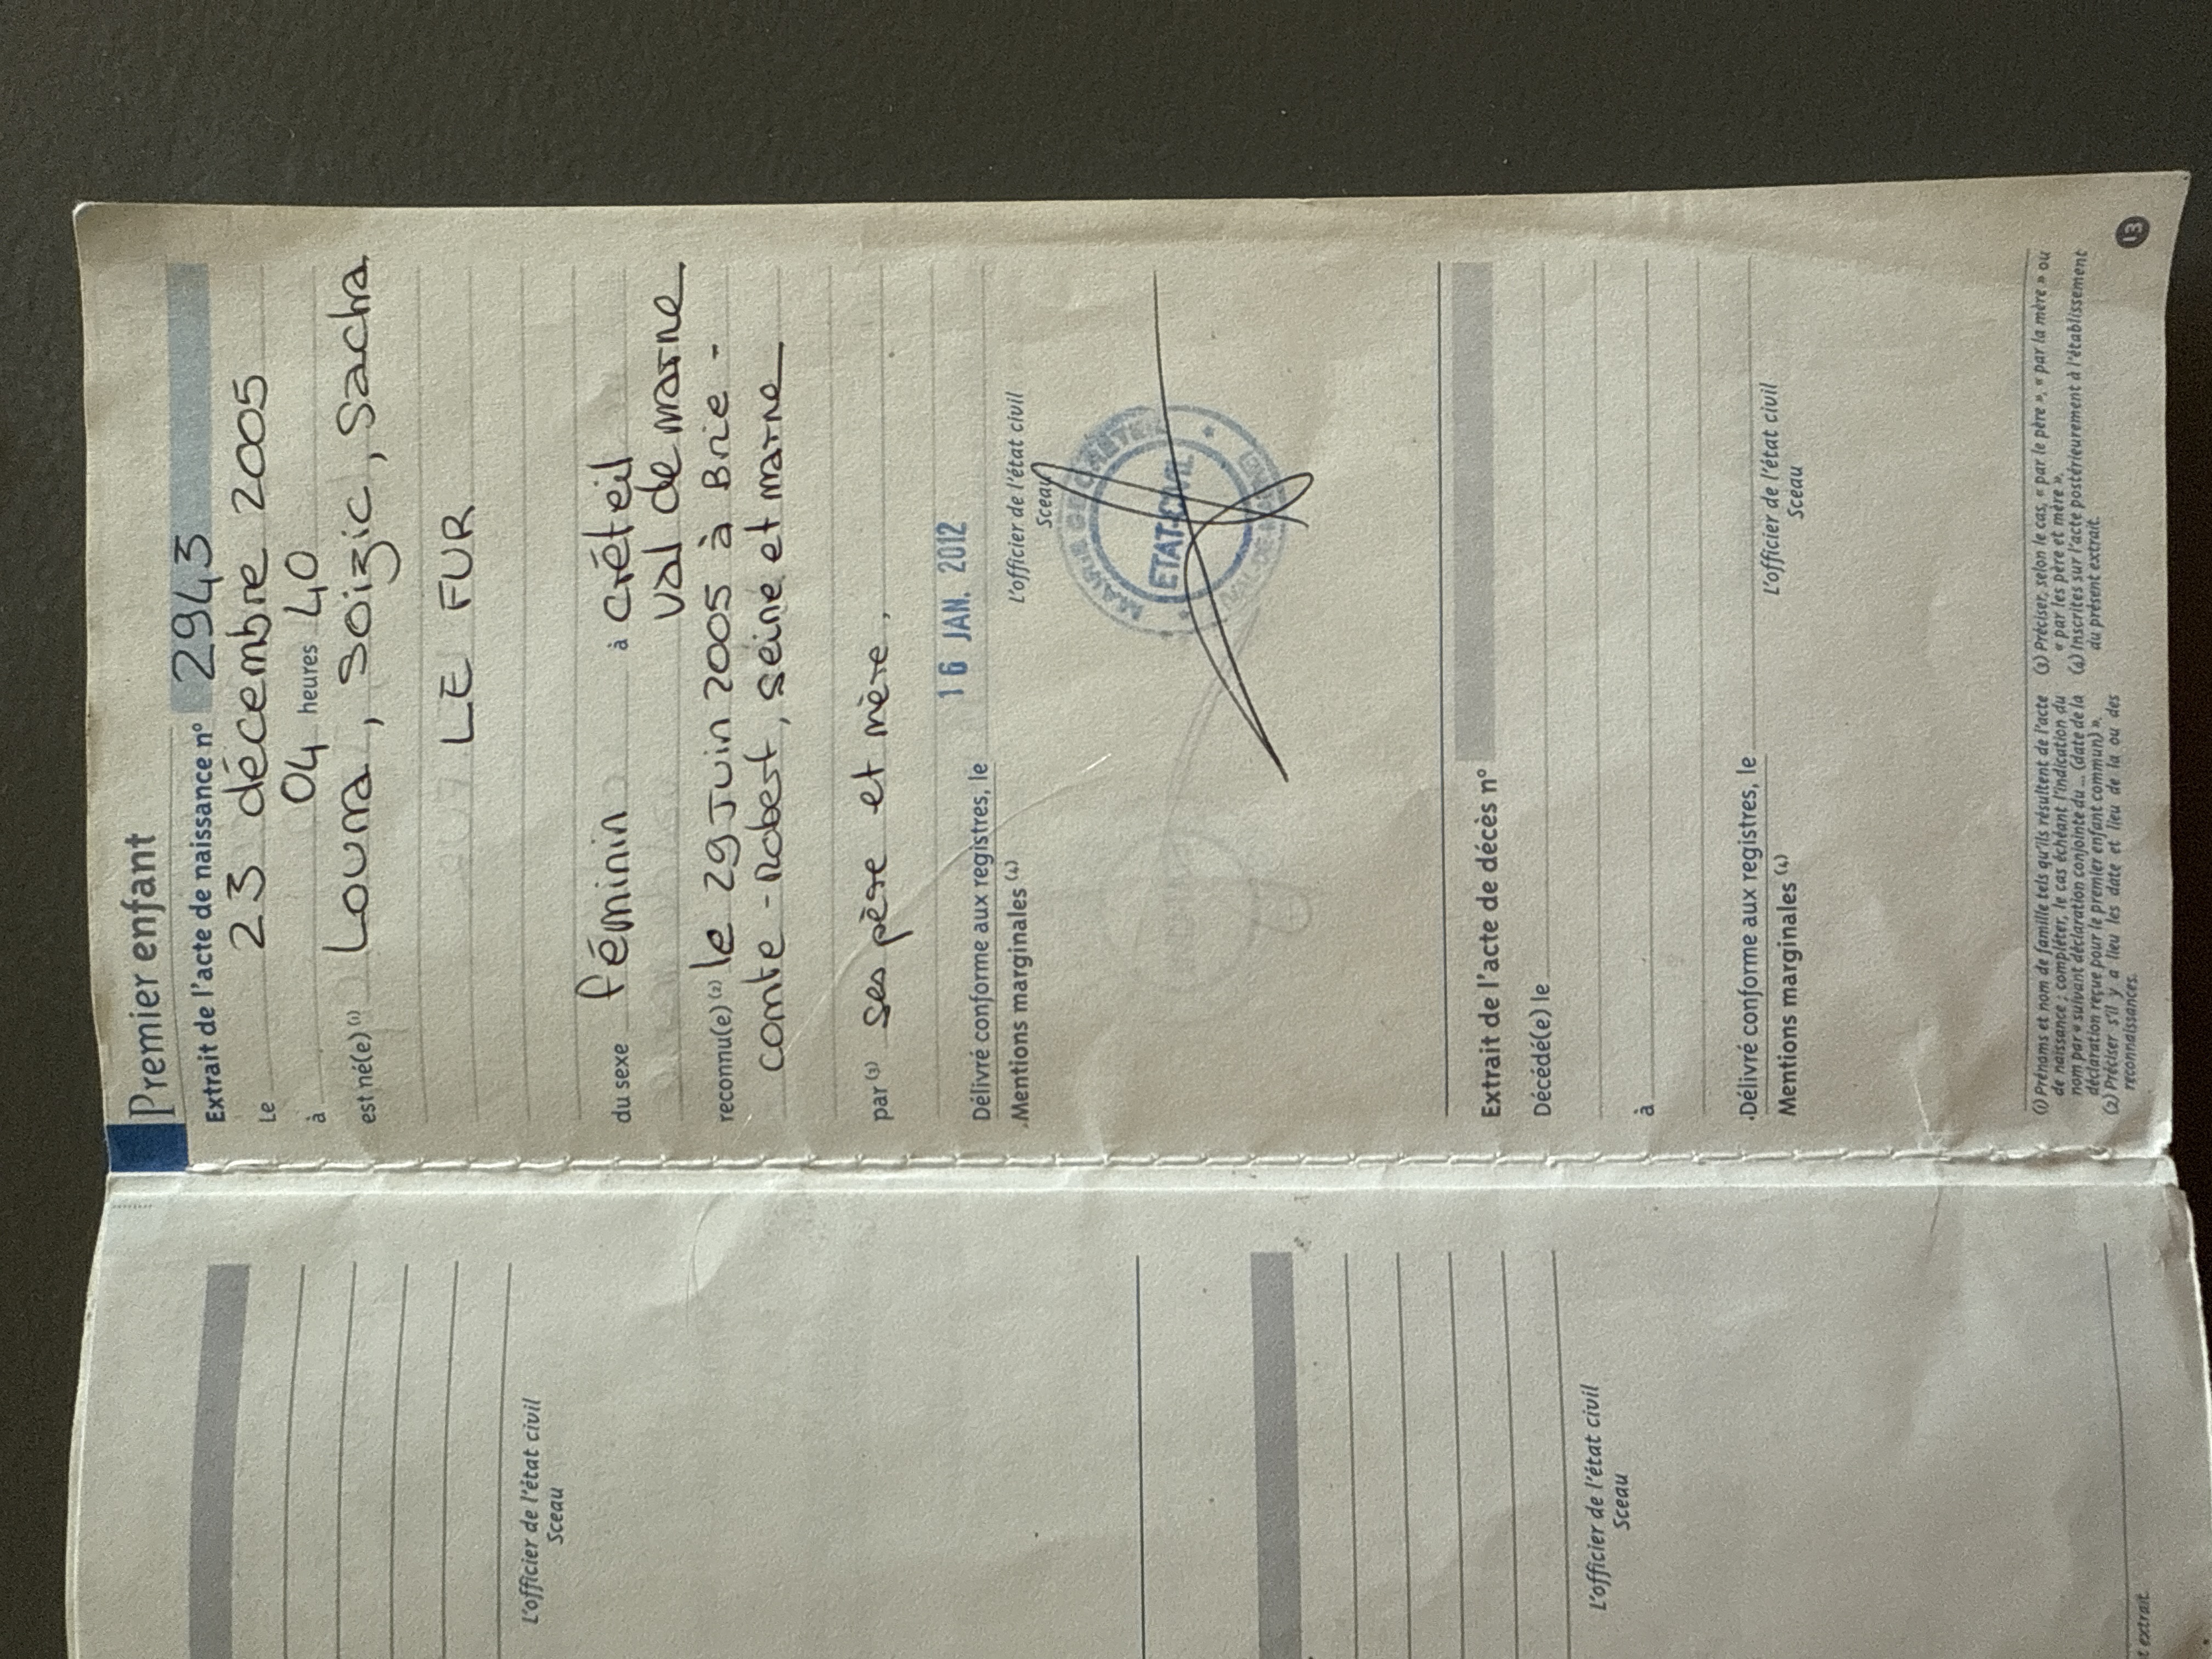 Premier enfant
Extrait de l'acte de naissance n° 2943
Le 23 décembre 2005
à 04 heures 40
est né(e) (1) Louna, Soizic, Sacha
LE FUR
du sexe féminin à Créteil
Val de marne
reconnu(e) (2) le 29 Juin 2005 à Brie-
comte-Robert, Seine et marne
par (3) ses père et mère.
Délivré conforme aux registres, le 16 JAN. 2012
Mentions marginales (4)
L'officier de l'état civil
Sceau
MAIRIE DE CRETEIL
ETAT-CIVIL
VAL-DE-MARNE
Extrait de l'acte de décès n°
Décédé(e) le
à
Délivré conforme aux registres, le
Mentions marginales (4)
L'officier de l'état civil
Sceau
(1) Prénoms et nom de famille tels qu'ils résultent de l'acte
de naissance ; compléter, le cas échéant l'indication du
nom par « suivant déclaration conjointe du... (date de la
déclaration reçue pour le premier enfant commun) ».
(2) Préciser s'il y a lieu les date et lieu de la ou des
reconnaissances.
(3) Préciser, selon le cas, « par le père », « par la mère » ou
« par les père et mère ».
(4) Inscrites sur l'acte postérieurement à l'établissement
du présent extrait.
13
L'officier de l'état civil
Sceau
L'officier de l'état civil
Sceau
t extrait.